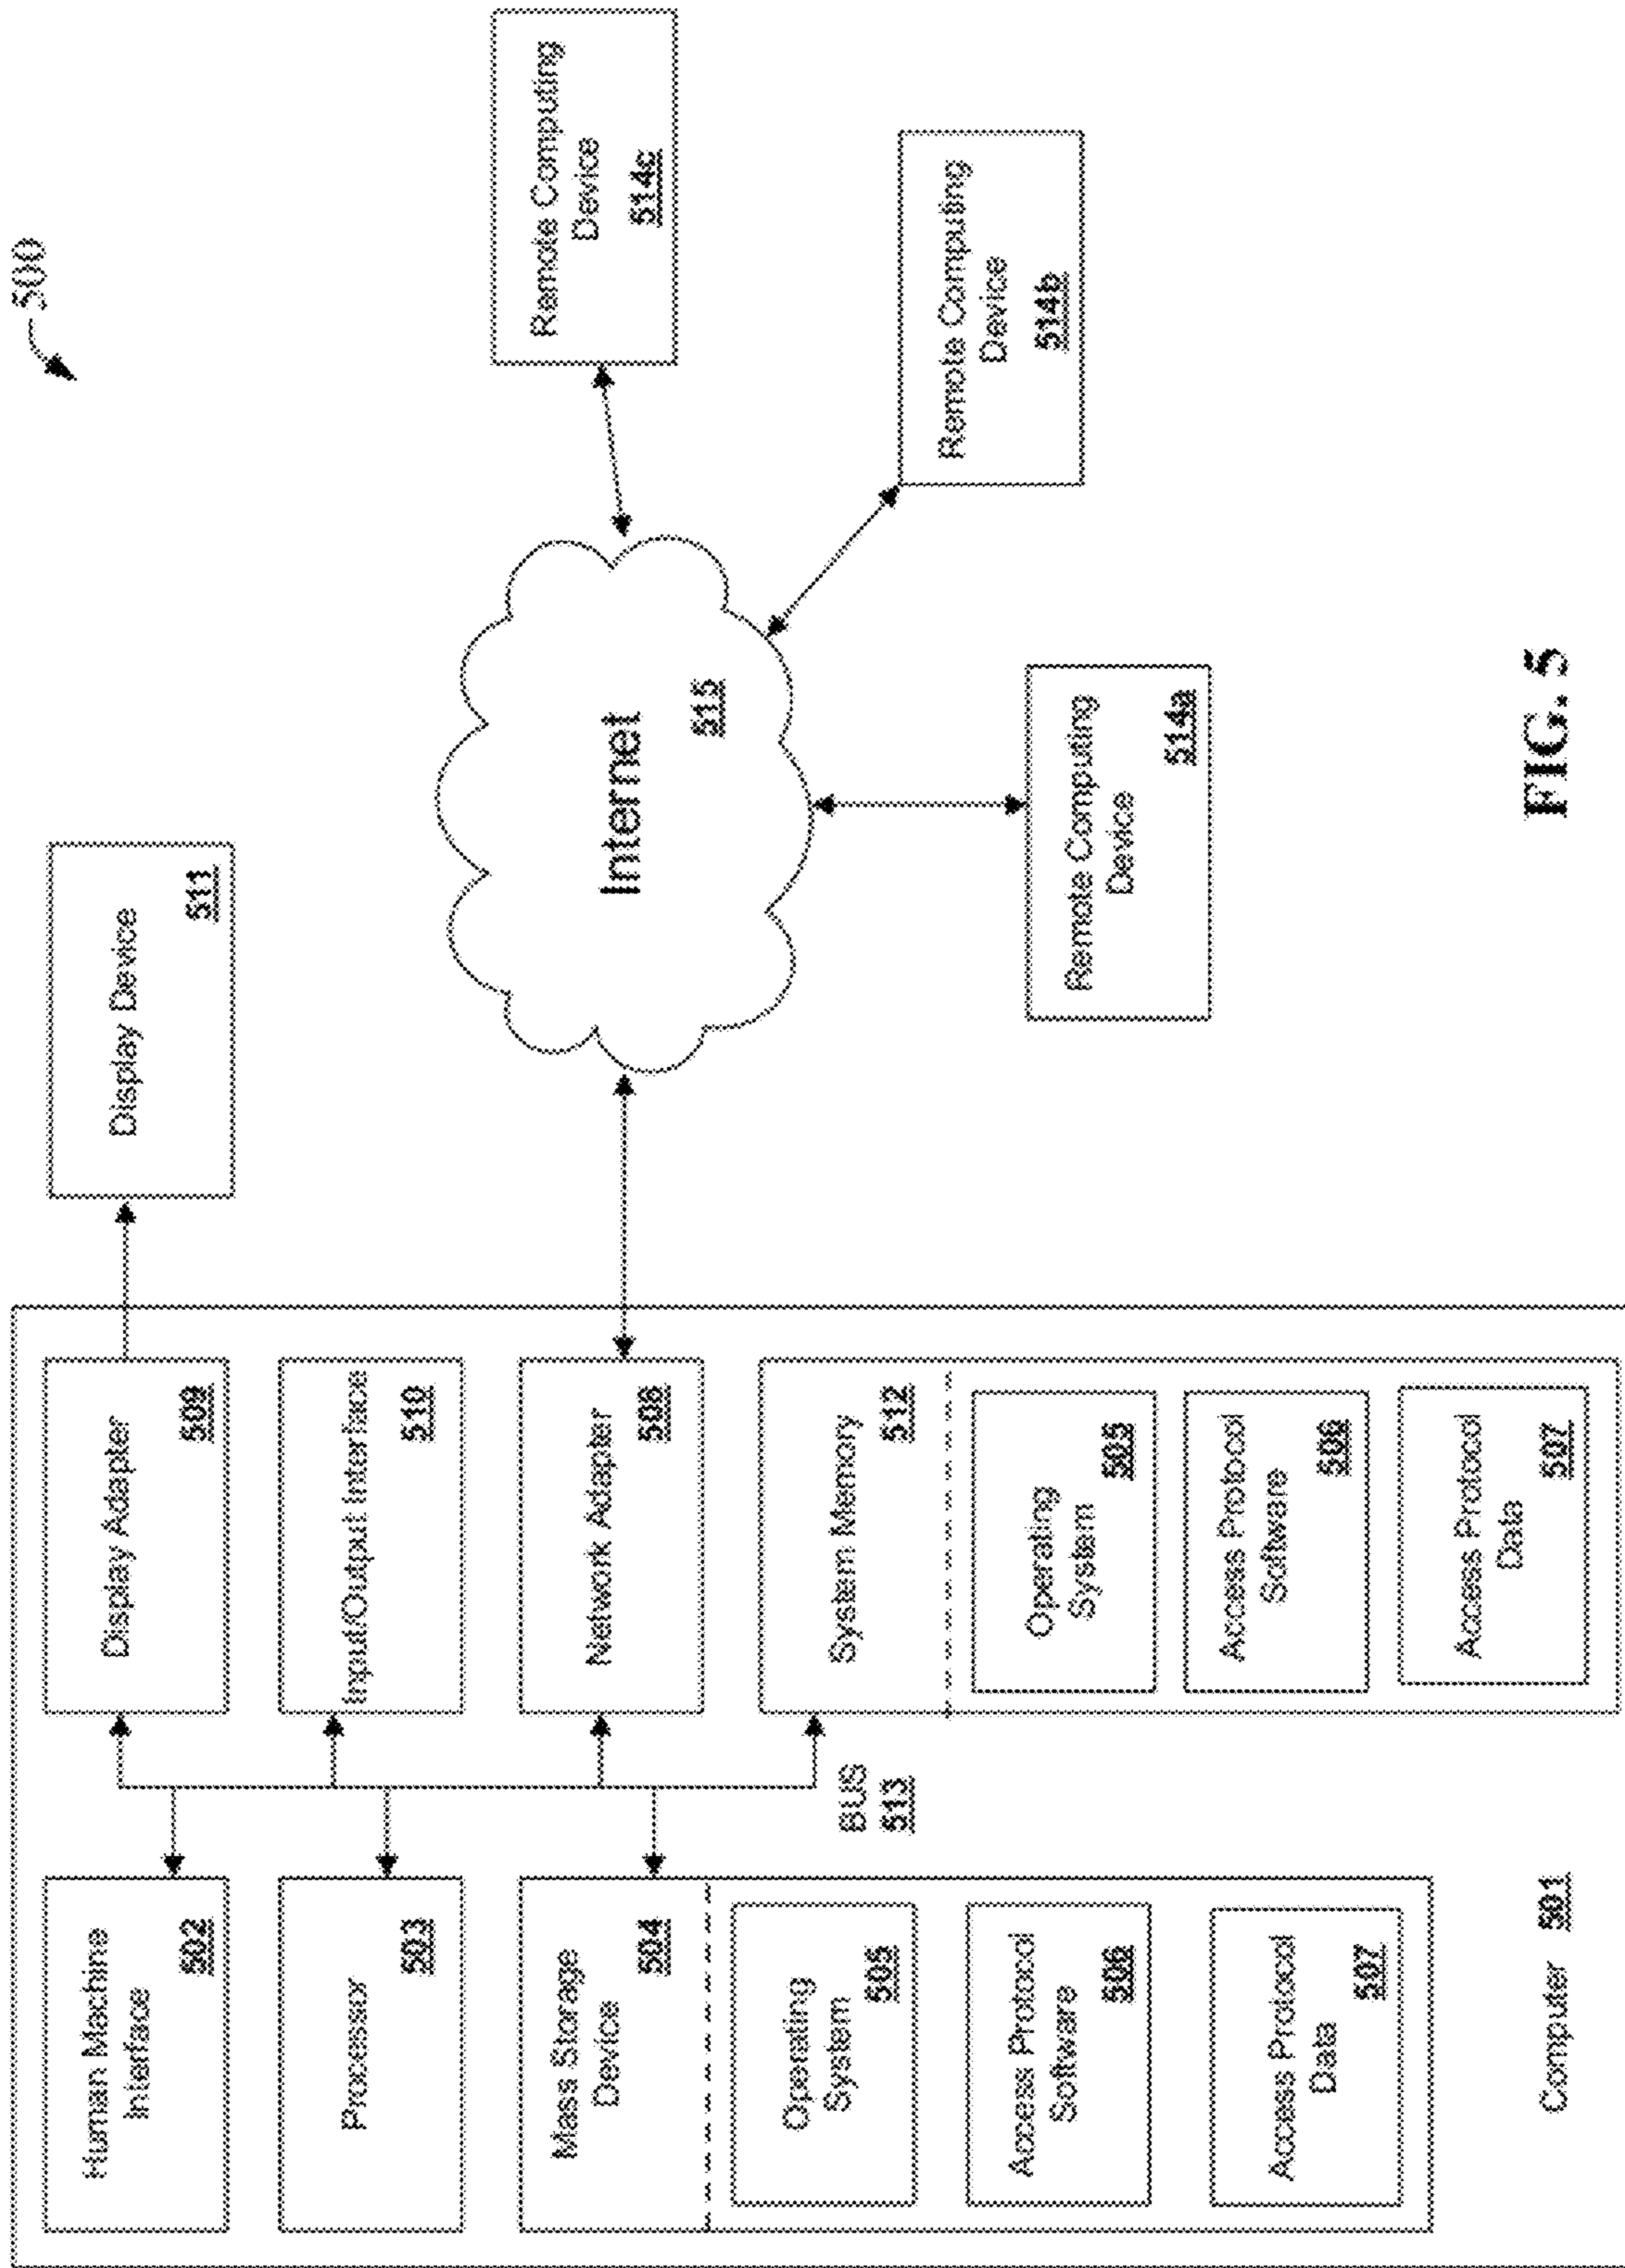 500
Human Machine
Interface
502
Display Adapter
509
Display Device
511
Processor
503
Input/Output Interface
510
Mass Storage
Device
504
Operating
System
505
Access Protocol
Software
506
Access Protocol
Data
507
Network Adapter
508
System Memory
512
Operating
System
505
Access Protocol
Software
506
Access Protocol
Data
507
BUS
513
Computer 501
Internet
515
Remote Computing
Device
514c
Remote Computing
Device
514b
Remote Computing
Device
514a
FIG. 5